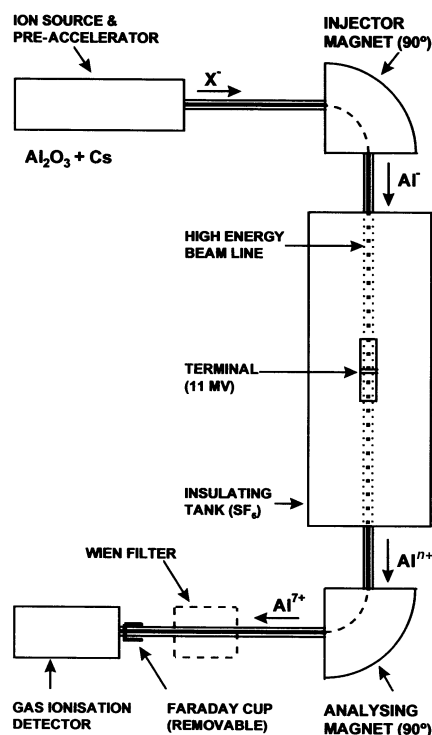 ION SOURCE &
PRE-ACCELERATOR
INJECTOR
MAGNET (90º)
X⁻
Al₂O₃ + Cs
Al⁻
HIGH ENERGY
BEAM LINE
TERMINAL
(11 MV)
INSULATING
TANK (SF₆)
WIEN FILTER
Alⁿ⁺
Al⁷⁺
GAS IONISATION
DETECTOR
FARADAY CUP
(REMOVABLE)
ANALYSING
MAGNET (90º)